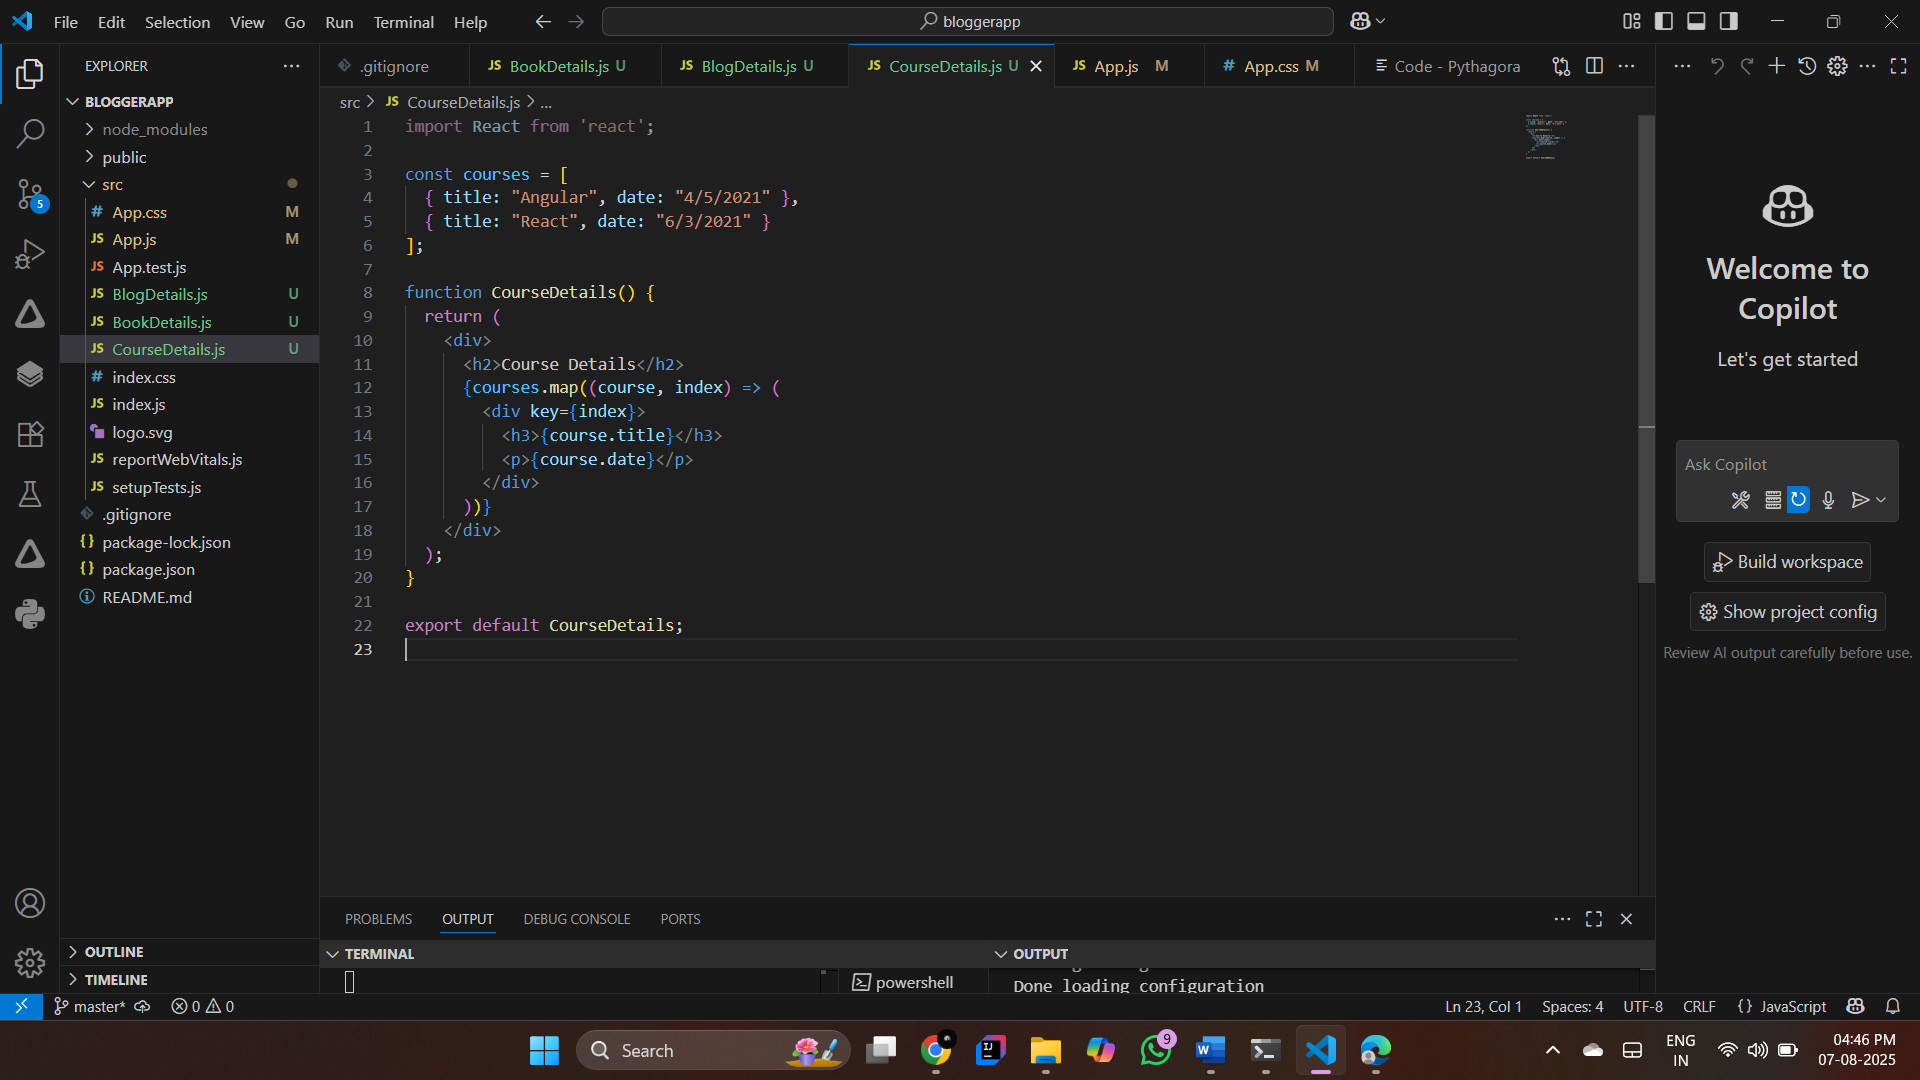 File Edit Selection View Go Run Terminal Help
bloggerapp
EXPLORER
BLOGGERAPP
node_modules
public
src
App.css M
App.js M
App.test.js
BlogDetails.js U
BookDetails.js U
CourseDetails.js U
index.css
index.js
logo.svg
reportWebVitals.js
setupTests.js
.gitignore
package-lock.json
package.json
README.md
OUTLINE
TIMELINE
5
.gitignore
JS BookDetails.js U
JS BlogDetails.js U
JS CourseDetails.js U
JS App.js M
# App.css M
Code - Pythagora
src > JS CourseDetails.js > ...
1 import React from 'react';
2
3 const courses = [
4 { title: "Angular", date: "4/5/2021" },
5 { title: "React", date: "6/3/2021" }
6 ];
7
8 function CourseDetails() {
9 return (
10 <div>
11 <h2>Course Details</h2>
12 {courses.map((course, index) => (
13 <div key={index}>
14 <h3>{course.title}</h3>
15 <p>{course.date}</p>
16 </div>
17 ))}
18 </div>
19 );
20 }
21
22 export default CourseDetails;
23
Welcome to
Copilot
Let's get started
Ask Copilot
Build workspace
Show project config
Review AI output carefully before use.
PROBLEMS OUTPUT DEBUG CONSOLE PORTS
TERMINAL
powershell
OUTPUT
Done loading configuration
master* 0 0
Ln 23, Col 1 Spaces: 4 UTF-8 CRLF {} JavaScript
Search
9
ENG
IN
04:46 PM
07-08-2025